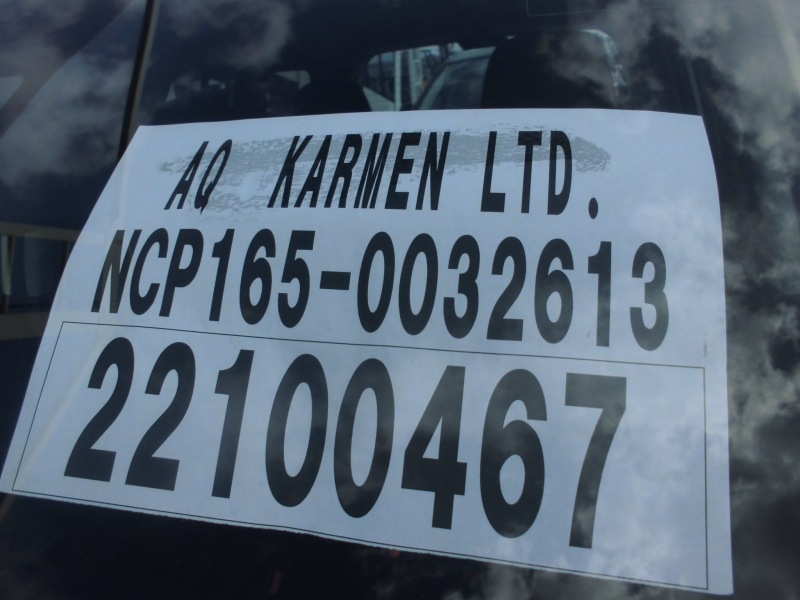 AQ KARMEN LTD.
NCP165-0032613
22100467